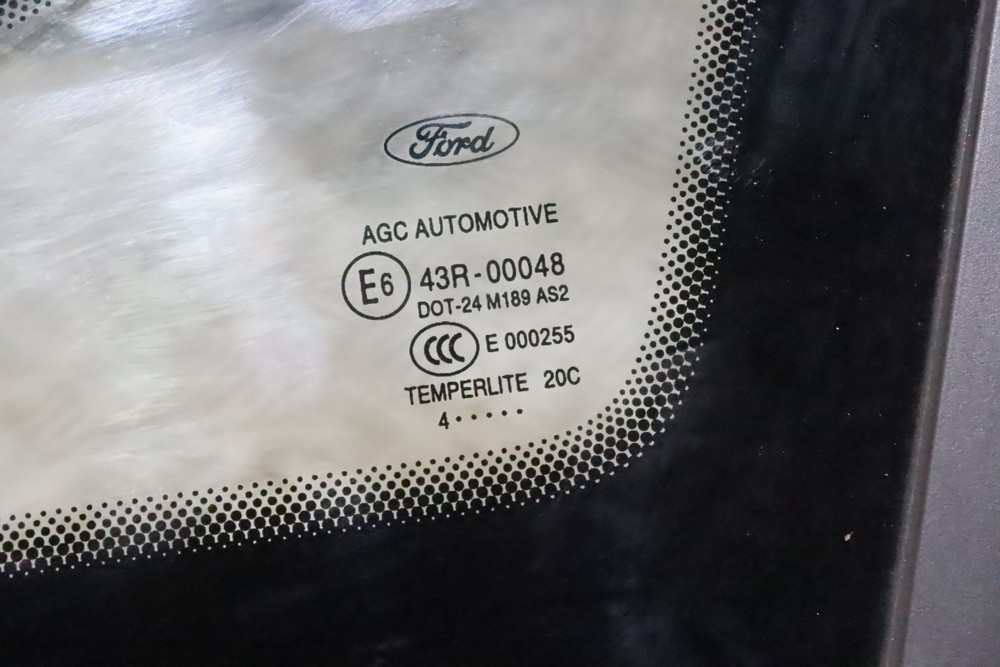 Ford
AGC AUTOMOTIVE
E6 43R-00048
DOT-24 M189 AS2
CCC E 000255
TEMPERLITE 20C
4·····